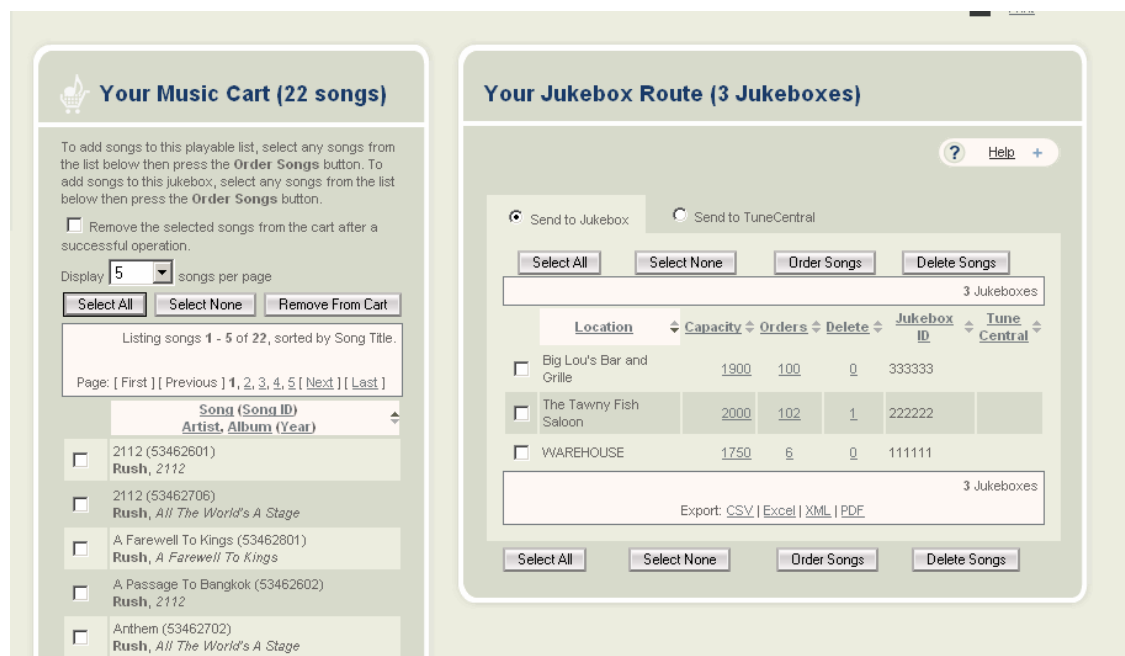 Your Music Cart (22 songs)
To add songs to this playable list, select any songs from
the list below then press the Order Songs button. To
add songs to this jukebox, select any songs from the list
below then press the Order Songs button.
Remove the selected songs from the cart after a
successful operation.
Display 5 songs per page
Select All Select None Remove From Cart
Listing songs 1 - 5 of 22, sorted by Song Title.
Page: [ First ] [ Previous ] 1, 2, 3, 4, 5 [ Next ] [ Last ]
Song (Song ID)
Artist, Album (Year)
2112 (53462601)
Rush, 2112
2112 (53462706)
Rush, All The World's A Stage
A Farewell To Kings (53462801)
Rush, A Farewell To Kings
A Passage To Bangkok (53462602)
Rush, 2112
Anthem (53462702)
Rush, All The World's A Stage
Your Jukebox Route (3 Jukeboxes)
? Help +
Send to Jukebox Send to TuneCentral
Select All Select None Order Songs Delete Songs
3 Jukeboxes
Location Capacity Orders Delete Jukebox ID Tune Central
Big Lou's Bar and Grille 1900 100 0 333333
The Tawny Fish Saloon 2000 102 1 222222
WAREHOUSE 1750 6 0 111111
3 Jukeboxes
Export: CSV | Excel | XML | PDF
Select All Select None Order Songs Delete Songs